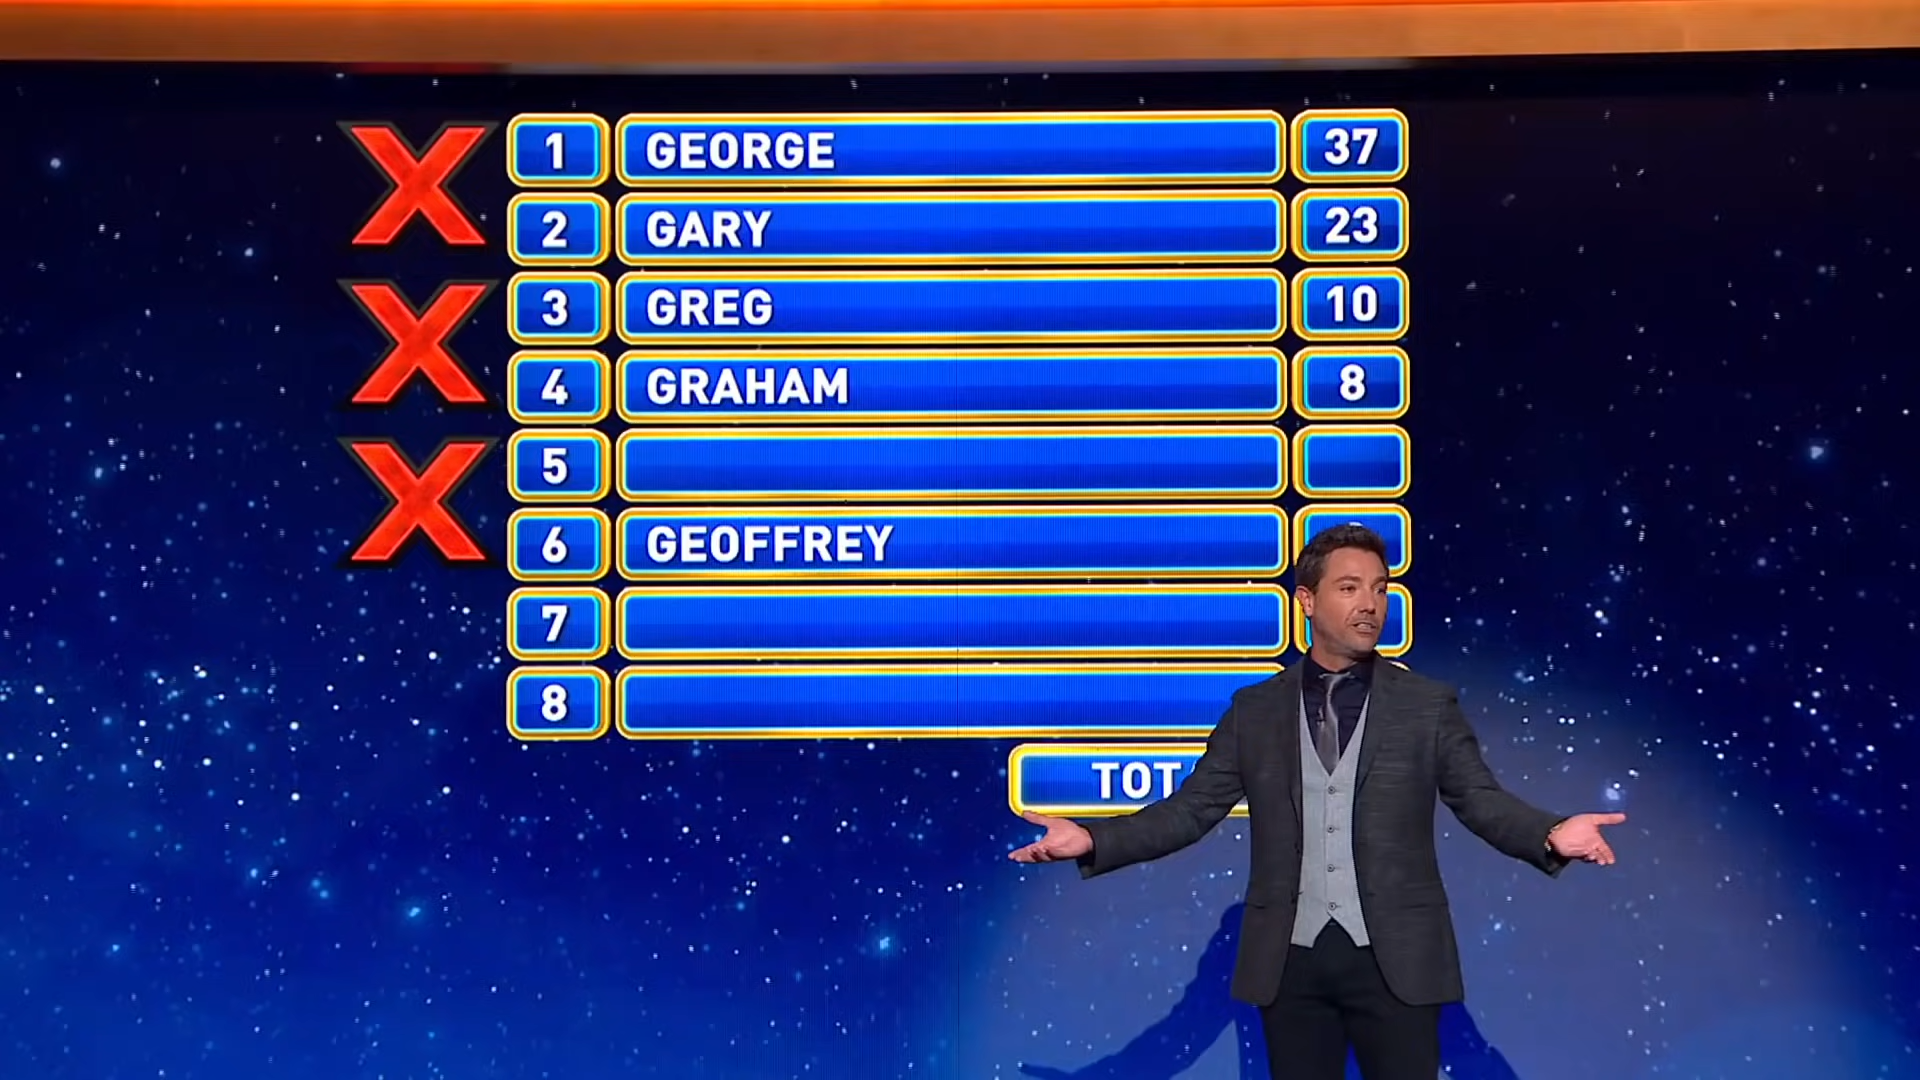 1 GEORGE 37
2 GARY 23
3 GREG 10
4 GRAHAM 8
5
6 GEOFFREY
7
8
TOT